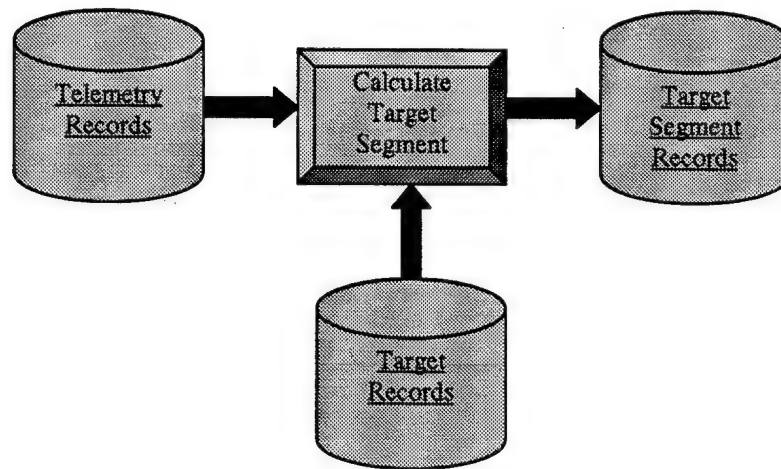 Telemetry
Records
Calculate
Target
Segment
Target
Segment
Records
Target
Records